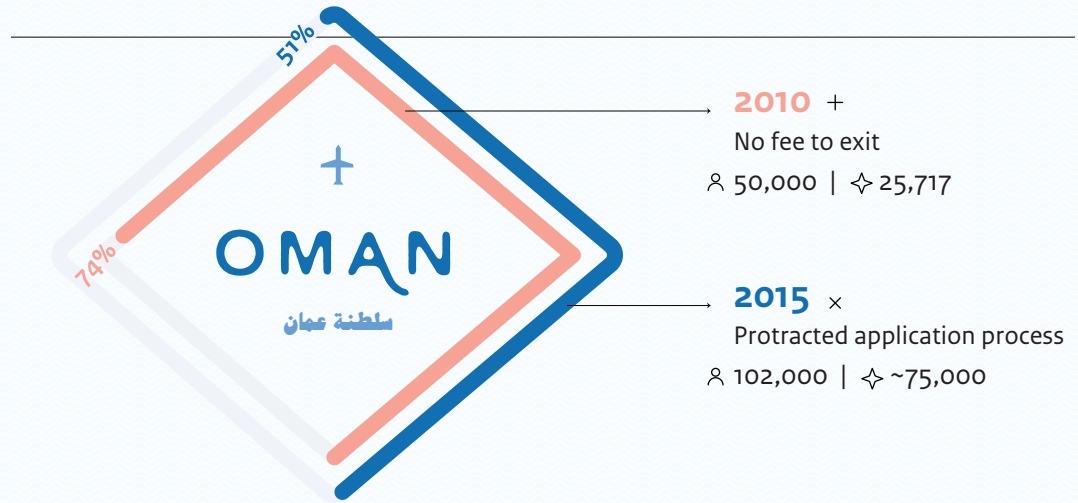 51%
2010 +
No fee to exit
50,000 | 25,717
74%
OMAN
سلطنة عمان
2015 ×
Protracted application process
102,000 | ~75,000